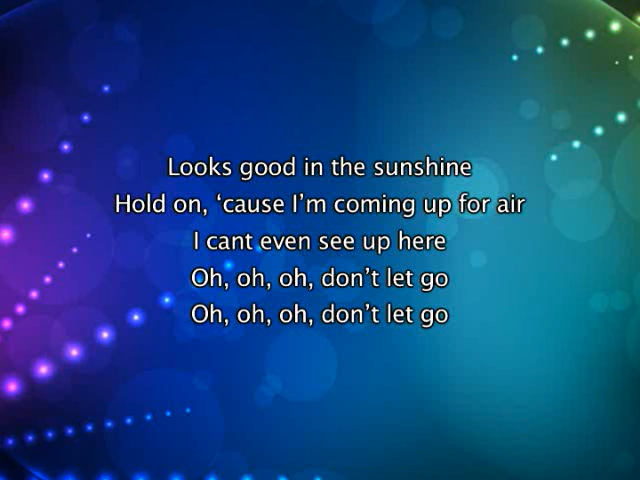 Looks good in the sunshine
Hold on, ‘cause I’m coming up for air
I cant even see up here
Oh, oh, oh, don’t let go
Oh, oh, oh, don’t let go